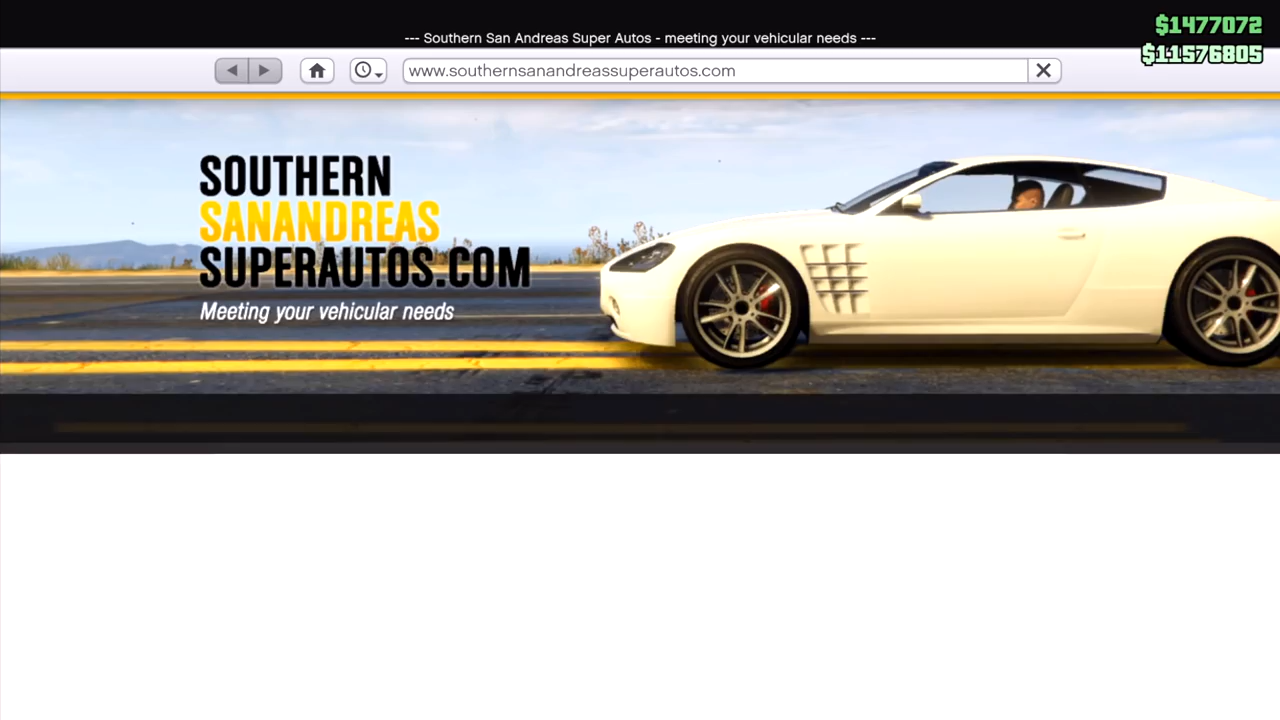 $1477072
--- Southern San Andreas Super Autos - meeting your vehicular needs ---
$11576805
www.southernsanandreassuperautos.com
SOUTHERN
SANANDREAS
SUPERAUTOS.COM
Meeting your vehicular needs